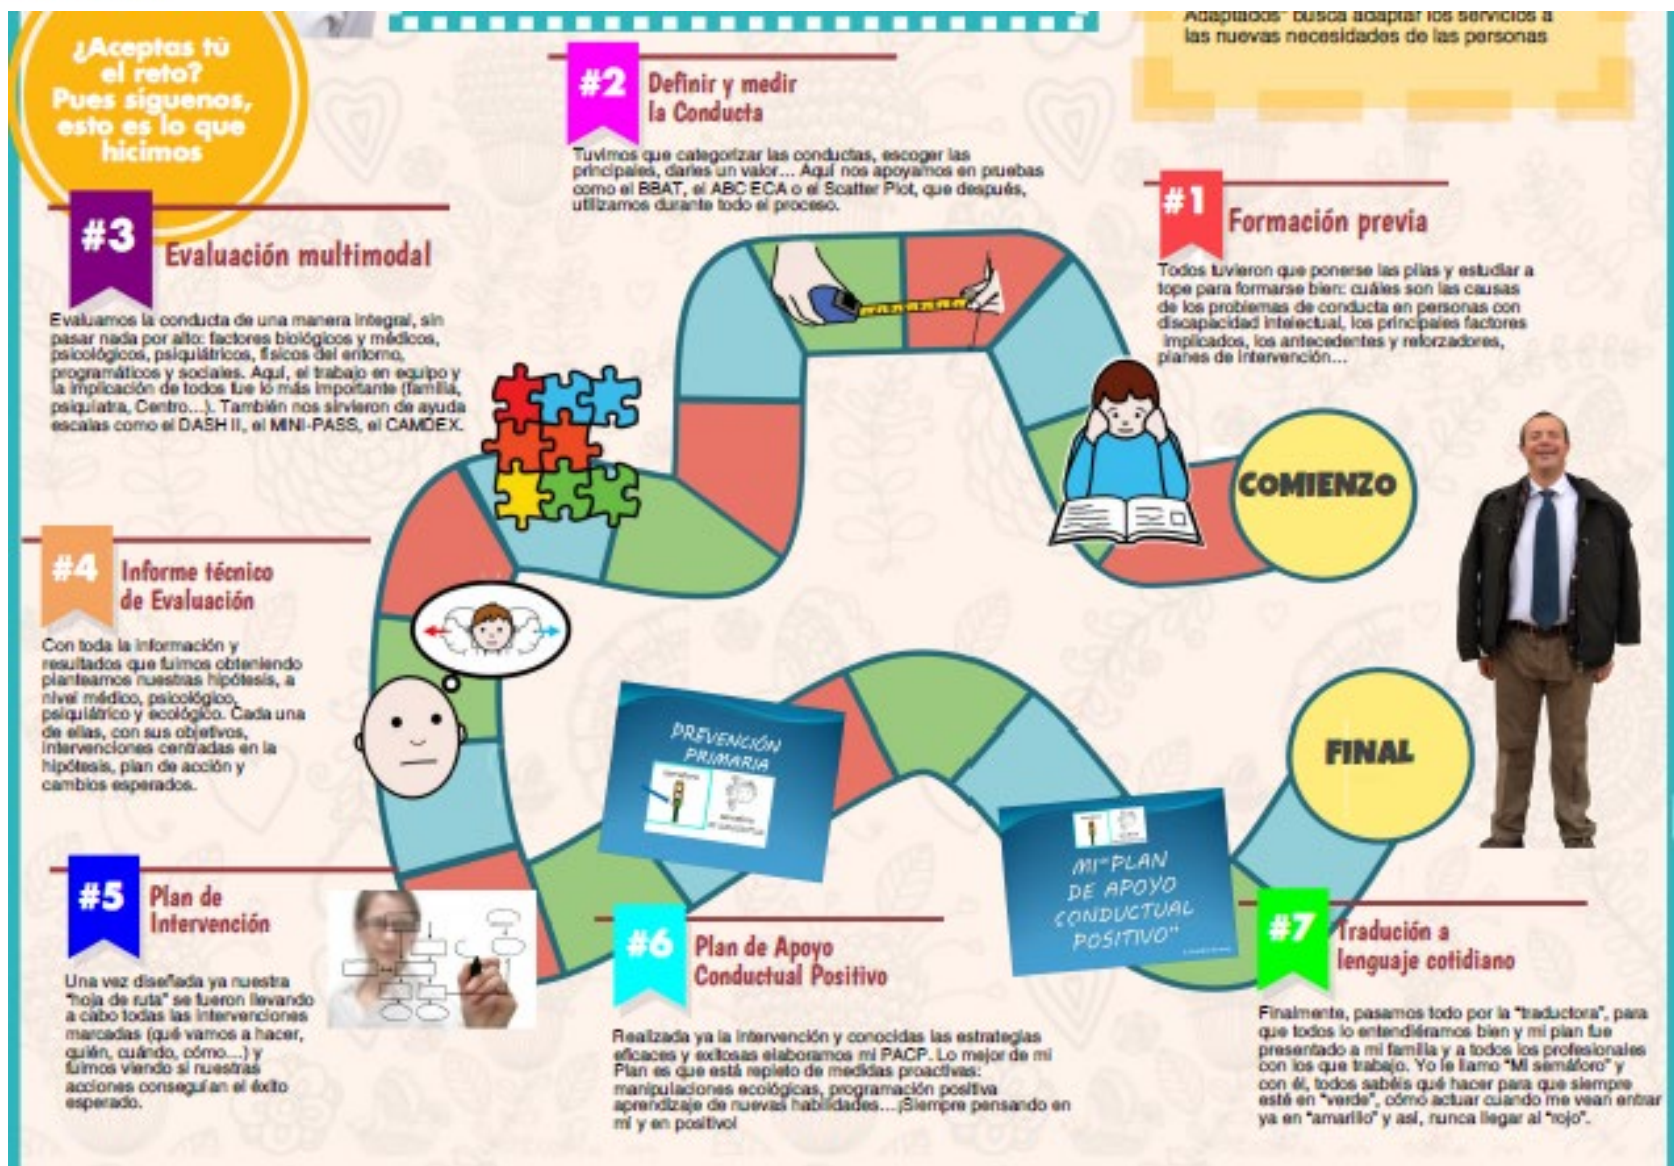 ¿Aceptas tù
el reto?
Pues síguenos,
esto es lo que
hicimos
Adaptados" busca adaptar los servicios a
las nuevas necesidades de las personas
#2
Definir y medir
la Conducta
Tuvimos que categorizar las conductas, escoger las
principales, darles un valor... Aquí nos apoyamos en pruebas
como el BBAT, el ABC ECA o el Scatter Plot, que después,
utilizamos durante todo el proceso.
#1
Formación previa
Todos tuvieron que ponerse las pilas y estudiar a
tope para formarse bien: cuáles son las causas
de los problemas de conducta en personas con
discapacidad intelectual, los principales factores
implicados, los antecedentes y reforzadores,
planes de intervención...
#3
Evaluación multimodal
Evaluamos la conducta de una manera integral, sin
pasar nada por alto: factores biológicos y médicos,
psicológicos, psiquiátricos, físicos del entorno,
programáticos y sociales. Aquí, el trabajo en equipo y
la implicación de todos fue lo más importante (familia,
psiquiatra, Centro...). También nos sirvieron de ayuda
escalas como el DASH II, el MINI-PASS, el CAMDEX.
COMIENZO
#4
Informe técnico
de Evaluación
Con toda la información y
resultados que fuimos obteniendo
planteamos nuestras hipótesis, a
nivel médico, psicológico,
psiquiátrico y ecológico. Cada una
de ellas, con sus objetivos,
intervenciones centradas en la
hipótesis, plan de acción y
cambios esperados.
PREVENCIÓN
PRIMARIA
FINAL
MI "PLAN
DE APOYO
CONDUCTUAL
POSITIVO"
#5
Plan de
Intervención
Una vez diseñada ya nuestra
"hoja de ruta" se fueron llevando
a cabo todas las intervenciones
marcadas (qué vamos a hacer,
quién, cuándo, cómo...) y
fuimos viendo si nuestras
acciones conseguían el éxito
esperado.
#6
Plan de Apoyo
Conductual Positivo
Realizada ya la intervención y conocidas las estrategias
eficaces y exitosas elaboramos mi PACP. Lo mejor de mi
Plan es que está repleto de medidas proactivas:
manipulaciones ecológicas, programación positiva
aprendizaje de nuevas habilidades... ¡Siempre pensando en
mí y en positivo!
#7
Tradución a
lenguaje cotidiano
Finalmente, pasamos todo por la "traductora", para
que todos lo entendiéramos bien y mi plan fue
presentado a mi familia y a todos los profesionales
con los que trabajo. Yo le llamo "Mi semáforo" y
con él, todos sabéis qué hacer para que siempre
esté en "verde", cómo actuar cuando me vean entrar
ya en "amarillo" y así, nunca llegar al "rojo".